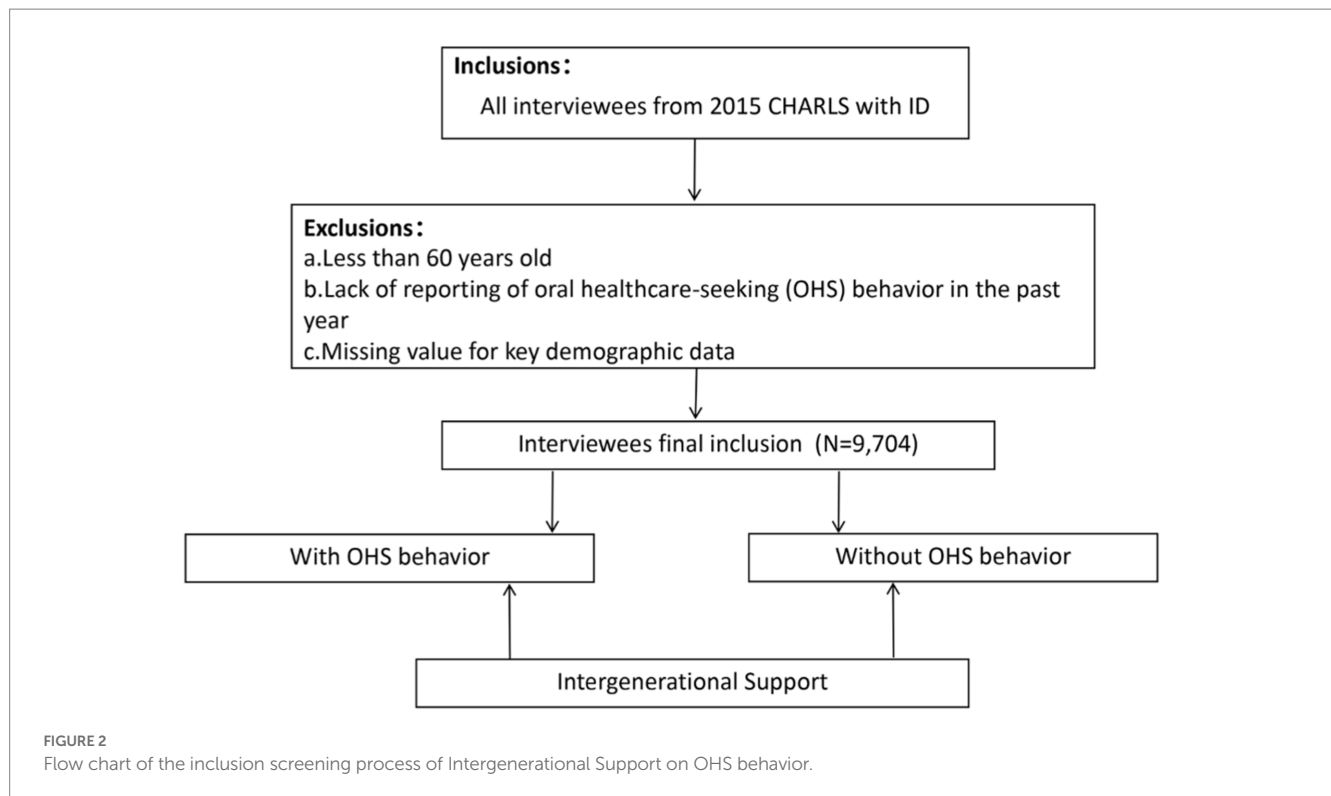 Inclusions：
All interviewees from 2015 CHARLS with ID
Exclusions：
a.Less than 60 years old
b.Lack of reporting of oral healthcare-seeking (OHS) behavior in the past
year
c.Missing value for key demographic data
Interviewees final inclusion (N=9,704)
With OHS behavior
Without OHS behavior
Intergenerational Support
FIGURE 2
Flow chart of the inclusion screening process of Intergenerational Support on OHS behavior.